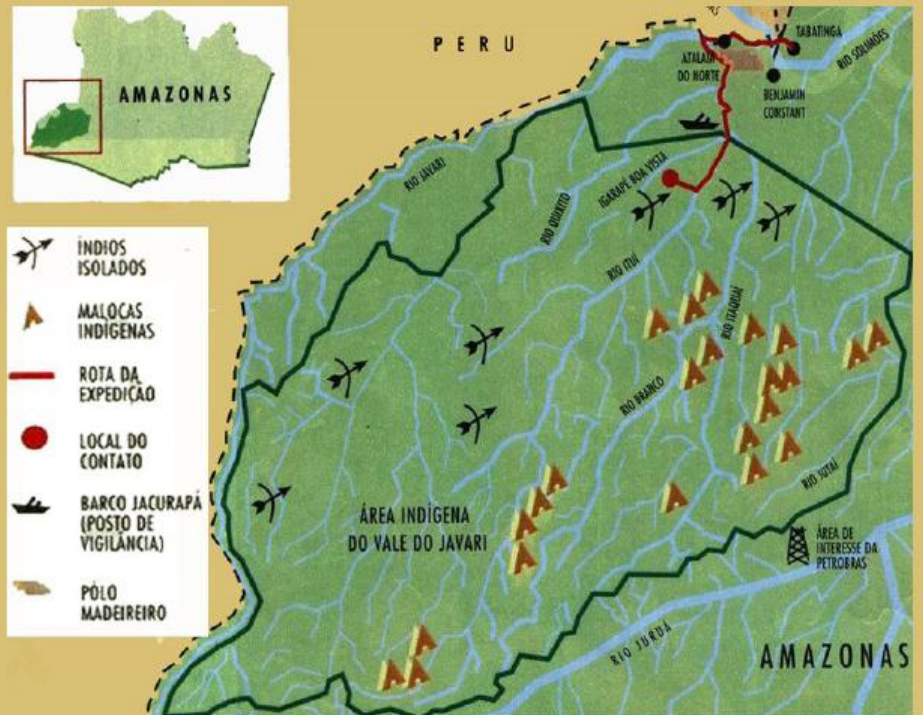 AMAZONAS
PERU
TABATINGA
ATALAIA
DO NORTE
BENJAMIN
CONSTANT
RIO SOLIMÕES
RIO JAVARI
IGARAPÉ BOA VISTA
RIO QUIXITO
RIO ITUÍ
RIO ITAQUAÍ
RIO BRANCO
RIO JUTAÍ
ÁREA INDÍGENA
DO VALE DO JAVARI
ÁREA DE
INTERESSE DA
PETROBRAS
RIO JURUÁ
AMAZONAS
ÍNDIOS
ISOLADOS
MALOCAS
INDÍGENAS
ROTA DA
EXPEDIÇÃO
LOCAL DO
CONTATO
BARCO JACURAPÁ
(POSTO DE
VIGILÂNCIA)
PÓLO
MADEIREIRO